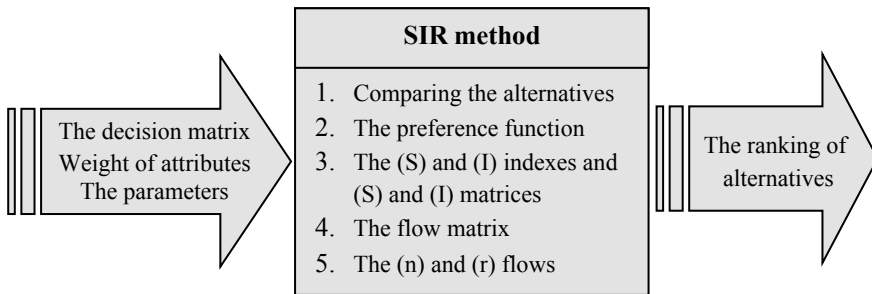 The decision matrix
Weight of attributes
The parameters
SIR method
1. Comparing the alternatives
2. The preference function
3. The (S) and (I) indexes and
(S) and (I) matrices
4. The flow matrix
5. The (n) and (r) flows
The ranking of
alternatives